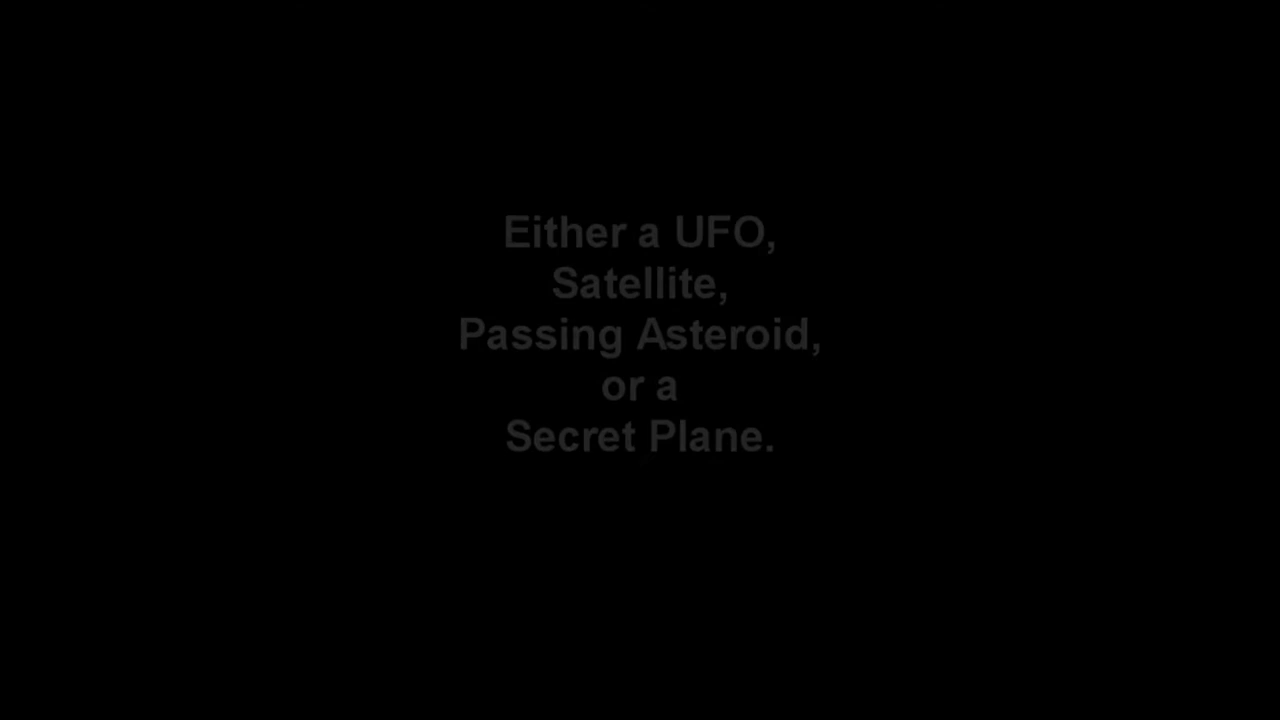 Either a UFO,
Satellite,
Passing Asteroid,
or a
Secret Plane.